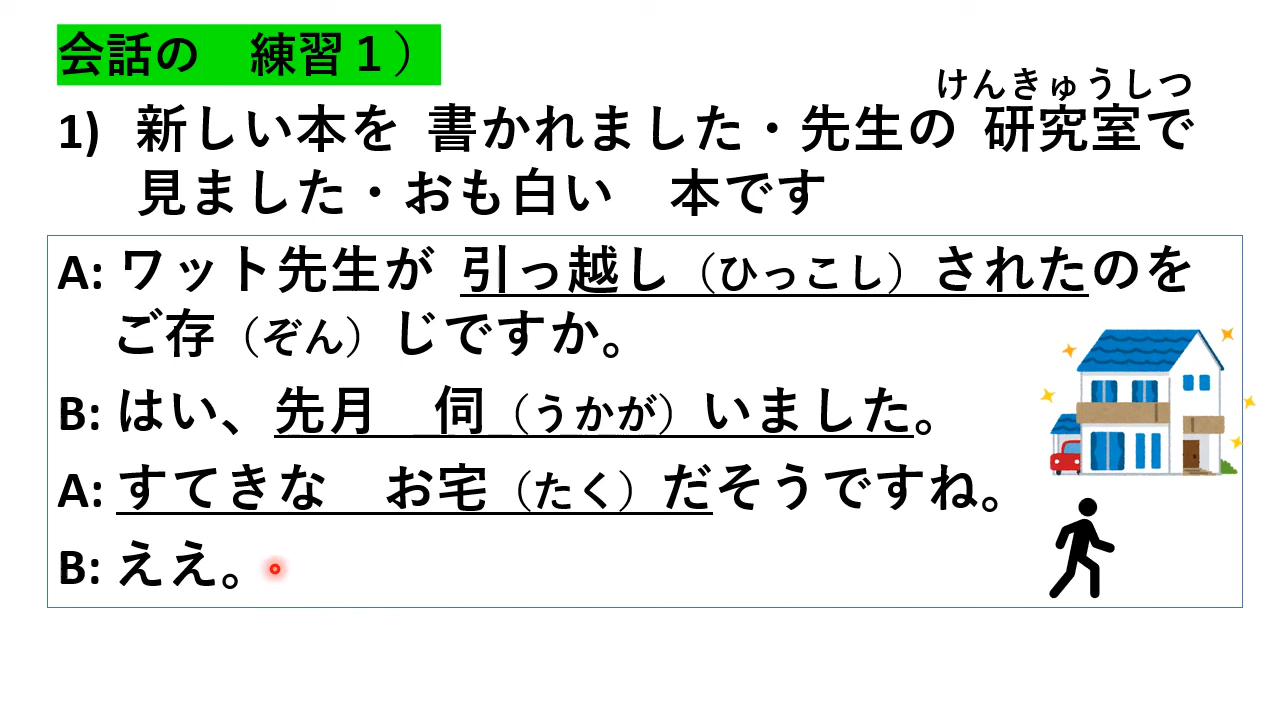 会話の　練習１）
けんきゅうしつ
1) 新しい本を 書かれました・先生の 研究室で
見ました・おも白い　本です
A: ワット先生が 引っ越し（ひっこし）されたのを
ご存（ぞん）じですか。
B: はい、先月　伺（うかが）いました。
A: すてきな　お宅（たく）だそうですね。
B: ええ。